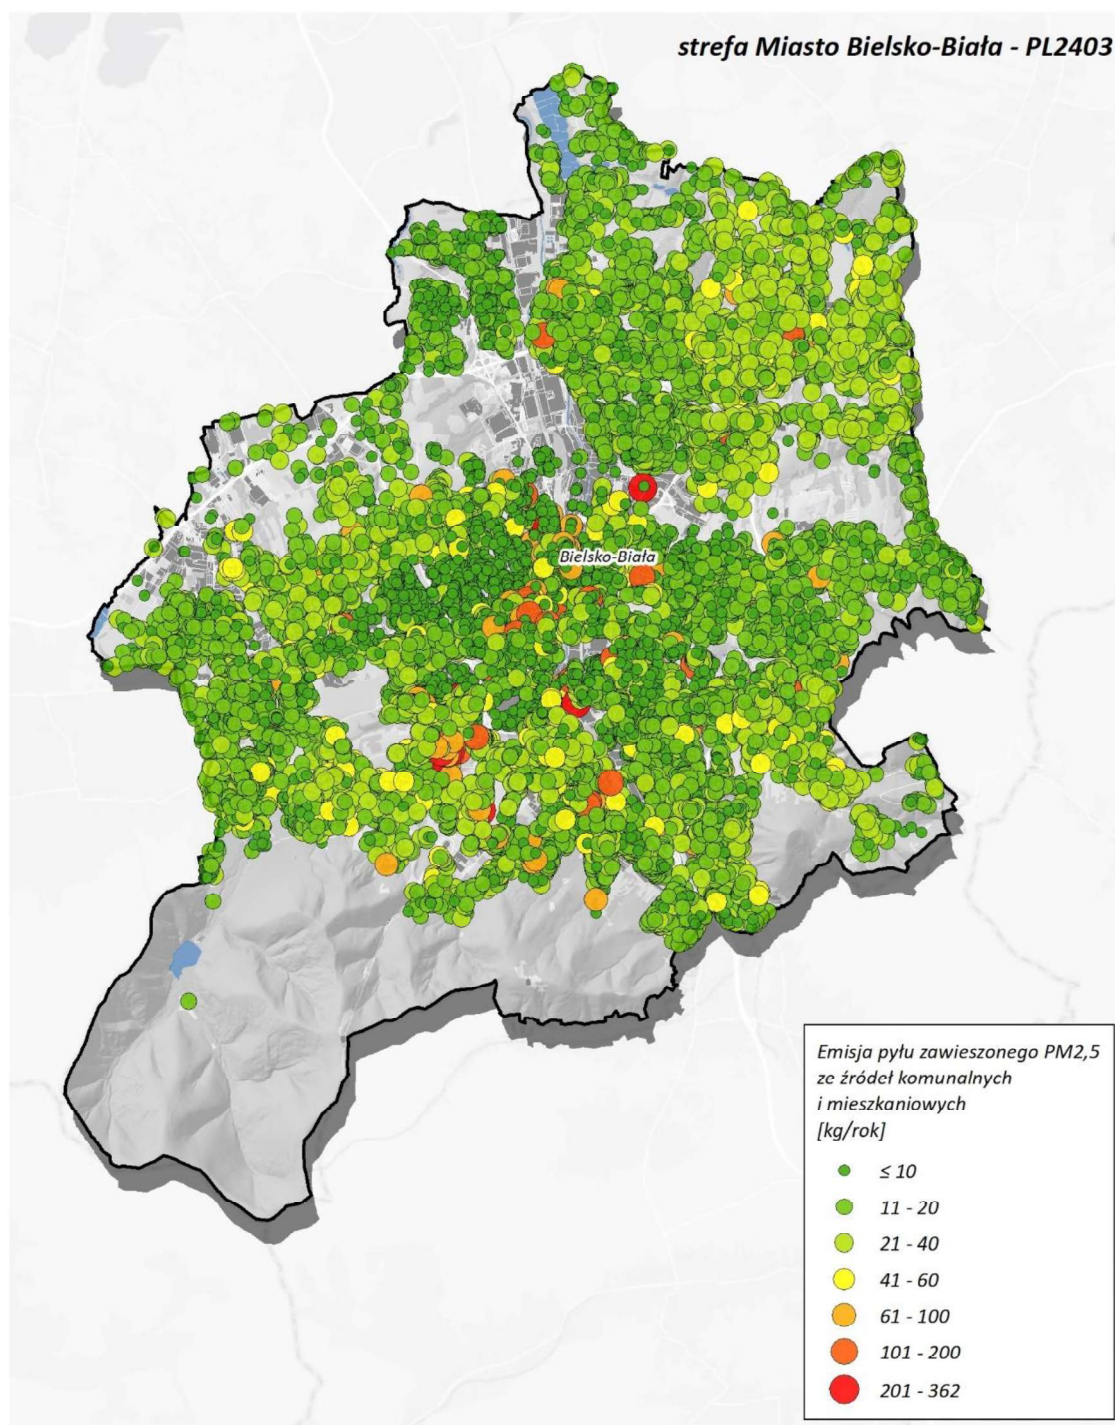 strefa Miasto Bielsko-Biała - PL2403
Bielsko-Biała
Emisja pyłu zawieszonego PM2,5
ze źródeł komunalnych
i mieszkaniowych
[kg/rok]
≤ 10
11 - 20
21 - 40
41 - 60
61 - 100
101 - 200
201 - 362